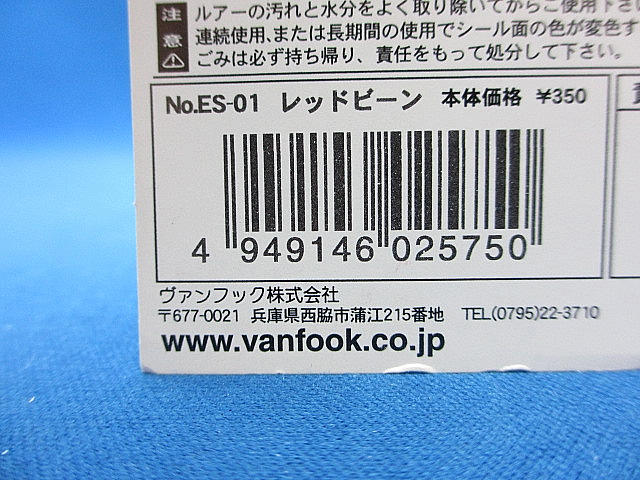 注意
ルアーの汚れと水分をよく取り除いてからご使用下さ
連続使用、または長期間の使用でシール面の色が変色す
ごみは必ず持ち帰り、責任をもって処分して下さい。
No.ES-01 レッドビーン 本体価格 ¥350
4 949146 025750
ヴァンフック株式会社
〒677-0021 兵庫県西脇市蒲江215番地 TEL(0795)22-3710
www.vanfook.co.jp